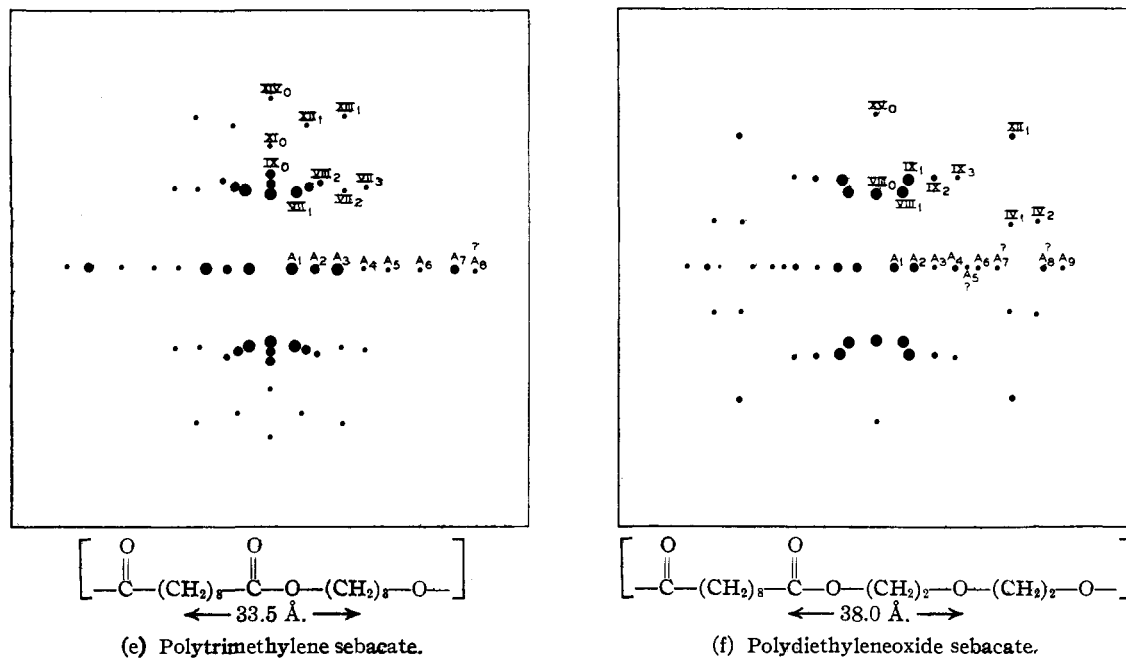 XIV₀
XII₁ XIII₁
XI₀
IX₀
VIII₂ VII₃
VIII₁ VII₂
?
A₁ A₂ A₃ A₄ A₅ A₆ A₇ A₈
O O
[—C—(CH₂)₈—C—O—(CH₂)₃—O—]
← 33.5 Å. →
(e) Polytrimethylene sebacate.
XV₀
XII₁
IX₁ IX₃
VIII₀ IX₂
VIII₁
IV₁ IV₂
? ?
A₁ A₂ A₃ A₄ A₆ A₇ A₈ A₉
A₅
?
O O
[—C—(CH₂)₈—C—O—(CH₂)₂—O—(CH₂)₂—O—]
← 38.0 Å. →
(f) Polydiethyleneoxide sebacate.